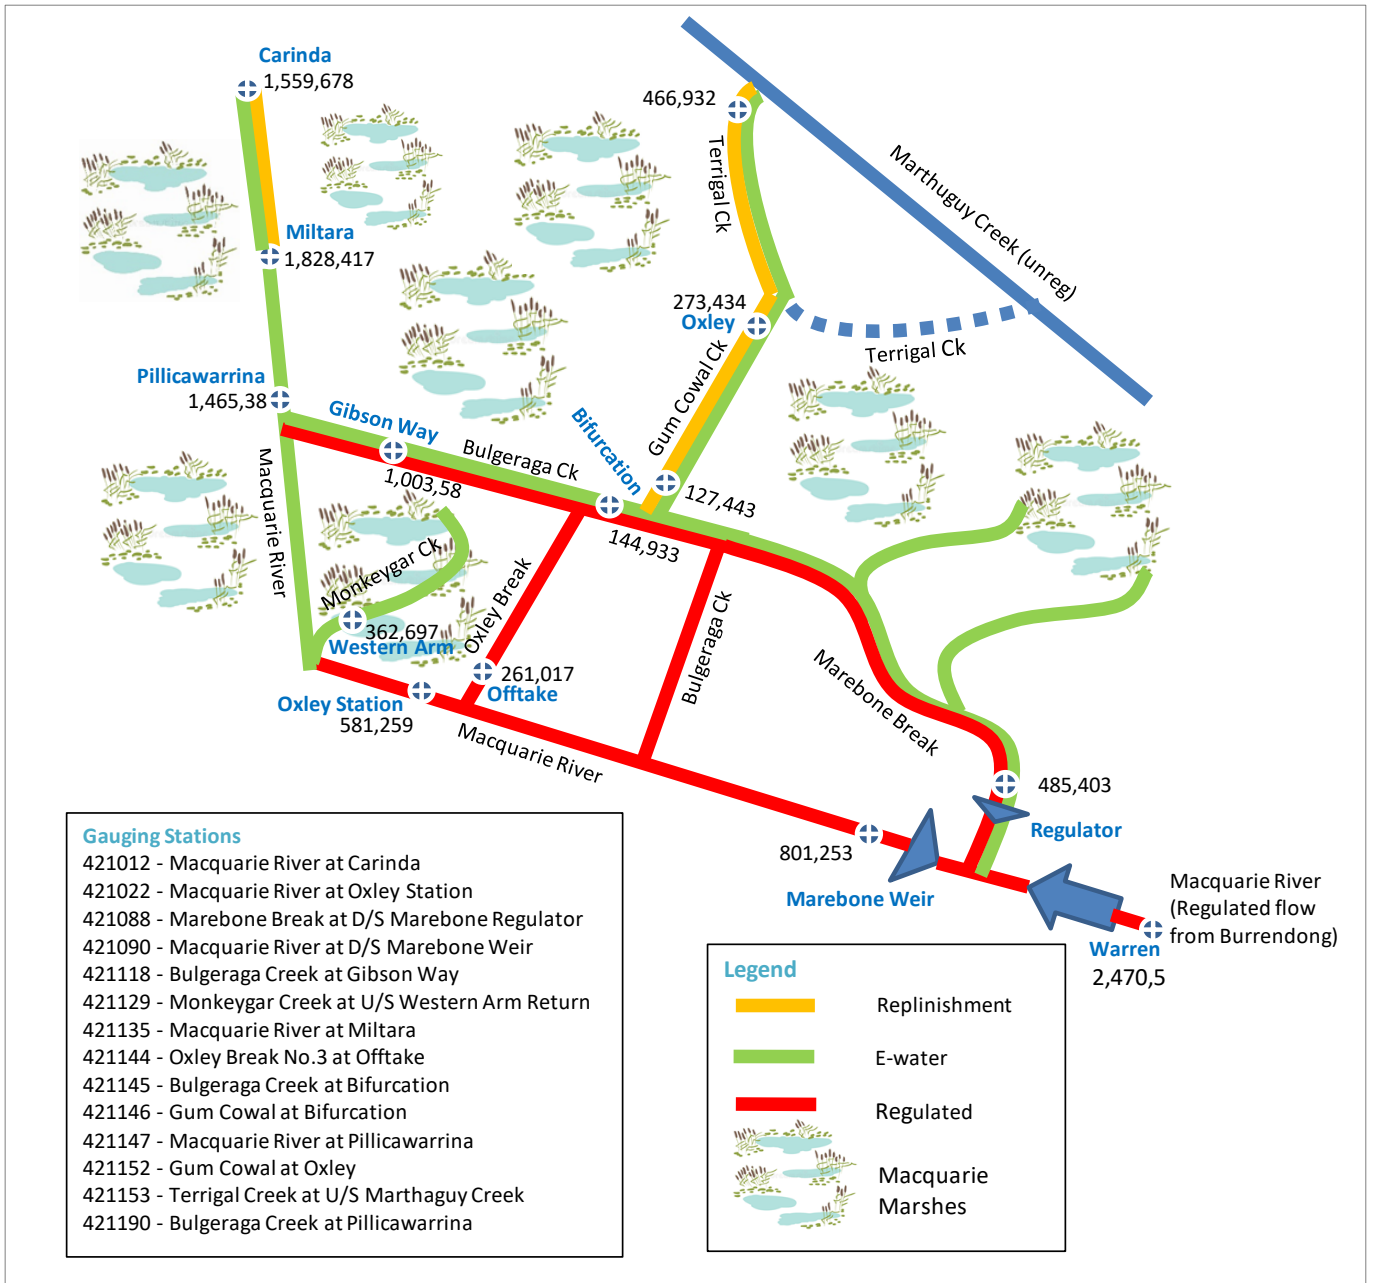 Carinda
1,559,678
466,932
Terrigal Ck
Marthuguy Creek (unreg)
Miltara
1,828,417
273,434
Oxley
Terrigal Ck
Pillicawarrina
1,465,38
Gibson Way
Bulgeraga Ck
Bifurcation
Gum Cowal Ck
1,003,58
127,443
144,933
Macquarie River
Monkeygar Ck
362,697
Western Arm
Oxley Break
261,017
Offtake
Bulgeraga Ck
Marebone Break
Oxley Station
581,259
Macquarie River
485,403
Regulator
801,253
Marebone Weir
Macquarie River
(Regulated flow
from Burrendong)
Warren
2,470,5
Gauging Stations
421012 - Macquarie River at Carinda
421022 - Macquarie River at Oxley Station
421088 - Marebone Break at D/S Marebone Regulator
421090 - Macquarie River at D/S Marebone Weir
421118 - Bulgeraga Creek at Gibson Way
421129 - Monkeygar Creek at U/S Western Arm Return
421135 - Macquarie River at Miltara
421144 - Oxley Break No.3 at Offtake
421145 - Bulgeraga Creek at Bifurcation
421146 - Gum Cowal at Bifurcation
421147 - Macquarie River at Pillicawarrina
421152 - Gum Cowal at Oxley
421153 - Terrigal Creek at U/S Marthaguy Creek
421190 - Bulgeraga Creek at Pillicawarrina
Legend
Replinishment
E-water
Regulated
Macquarie
Marshes